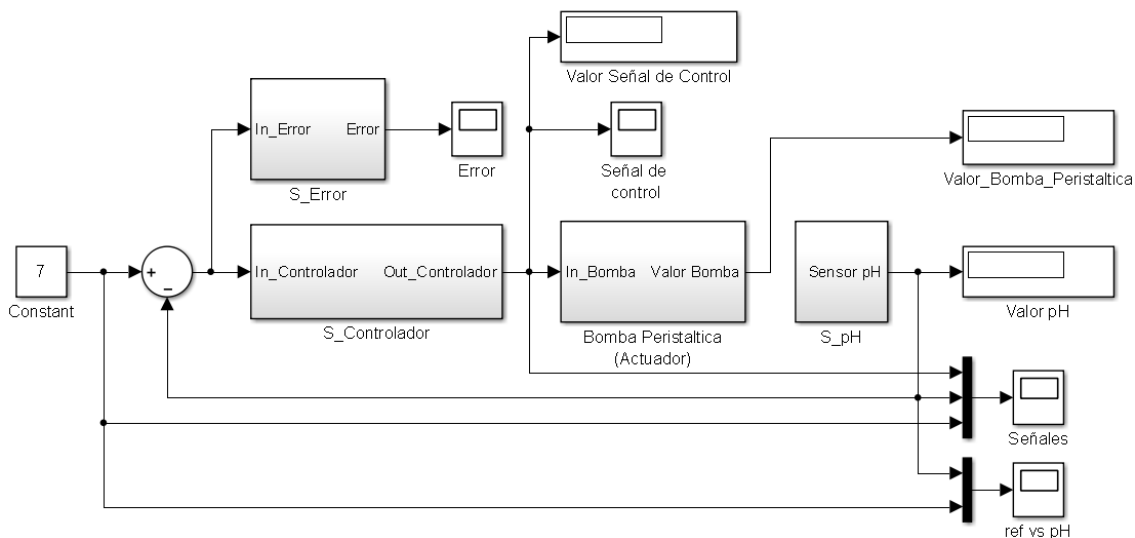 Valor Señal de Control
In_Error
Error
S_Error
Error
Señal de
control
Valor_Bomba_Peristaltica
7
Constant
+
−
In_Controlador
Out_Controlador
S_Controlador
In_Bomba
Valor Bomba
Bomba Peristaltica
(Actuador)
Sensor pH
S_pH
Valor pH
Señales
ref vs pH